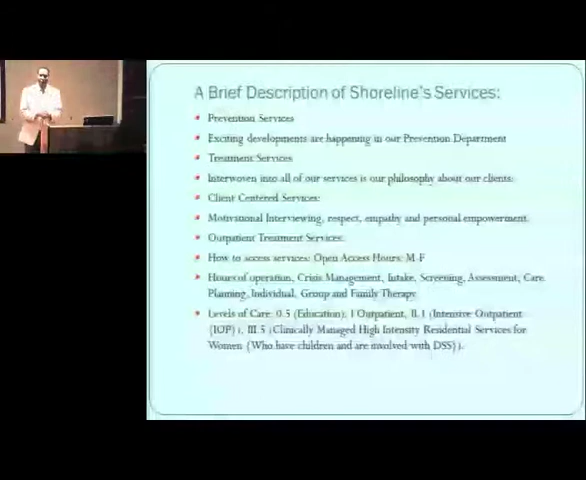 A Brief Description of Shoreline's Services:
Prevention Services
Exciting developments are happening in our Prevention Department
Treatment Services
Interwoven into all of our services is our philosophy about our clients:
Client Centered Services:
Motivational Interviewing, respect, empathy and personal empowerment.
Outpatient Treatment Services:
How to access services: Open Access Hours: M-F
Hours of operation, Crisis Management, Intake, Screening, Assessment, Care
Planning, Individual, Group and Family Therapy
Levels of Care: 0.5 (Education), I Outpatient, II.1 (Intensive Outpatient
(IOP)), III.5 (Clinically Managed High Intensity Residential Services for
Women (Who have children and are involved with DSS)).